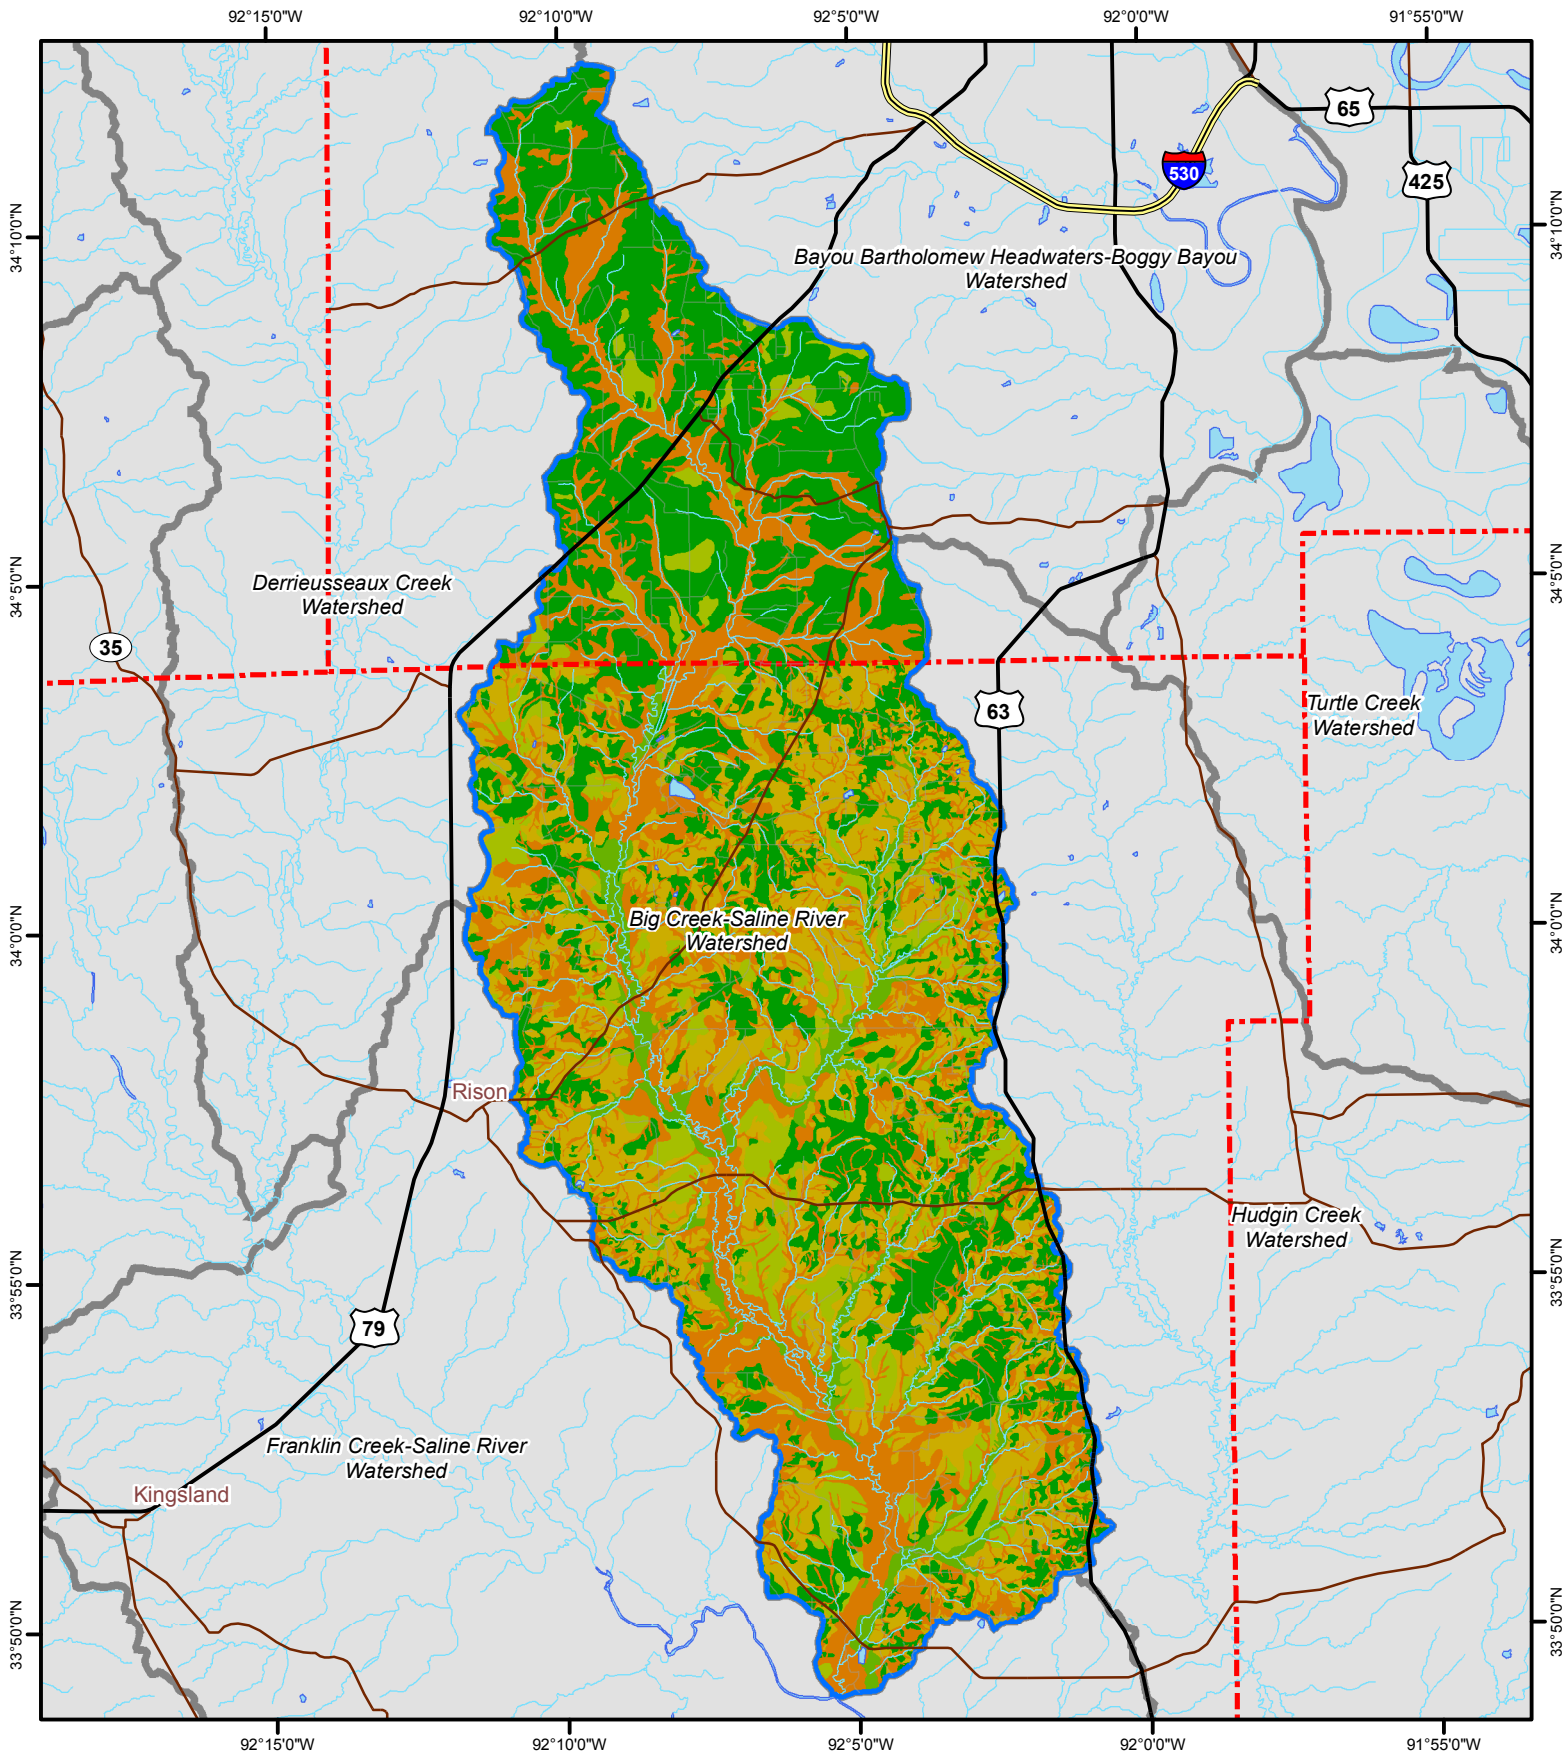 92°15'0"W
92°10'0"W
92°5'0"W
92°0'0"W
91°55'0"W
65
530
425
34°10'0"N
34°10'0"N
Bayou Bartholomew Headwaters-Boggy Bayou
Watershed
34°5'0"N
34°5'0"N
Derrieusseaux Creek
Watershed
35
63
Turtle Creek
Watershed
34°0'0"N
34°0'0"N
Big Creek-Saline River
Watershed
Rison
Hudgin Creek
Watershed
33°55'0"N
33°55'0"N
79
Franklin Creek-Saline River
Watershed
Kingsland
33°50'0"N
33°50'0"N
92°15'0"W
92°10'0"W
92°5'0"W
92°0'0"W
91°55'0"W